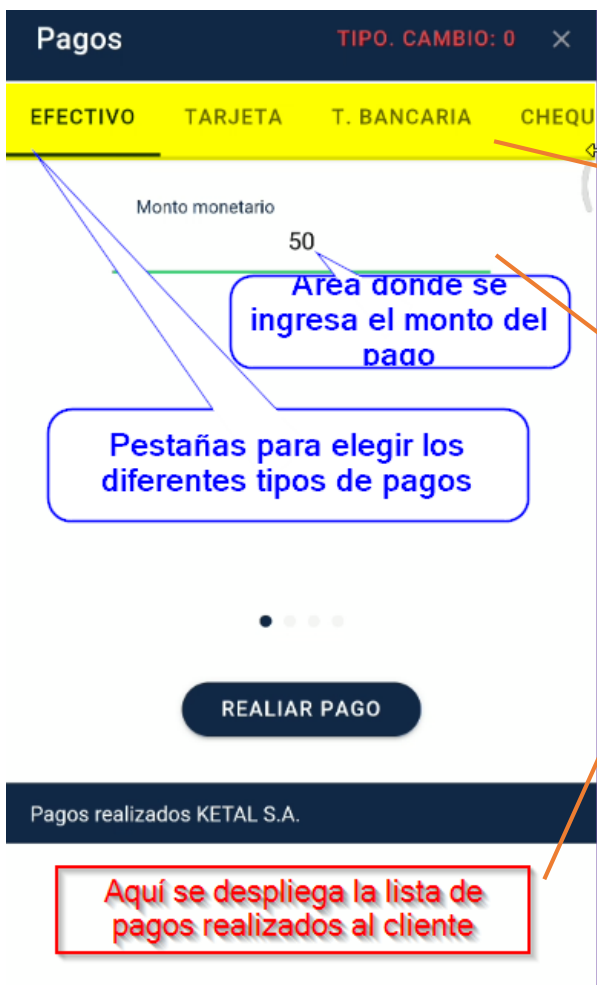 Pagos TIPO. CAMBIO: 0 ×
EFECTIVO TARJETA T. BANCARIA CHEQU
Monto monetario
50
Área donde se
ingresa el monto del
pago
Pestañas para elegir los
diferentes tipos de pagos
REALIAR PAGO
Pagos realizados KETAL S.A.
Aquí se despliega la lista de
pagos realizados al cliente